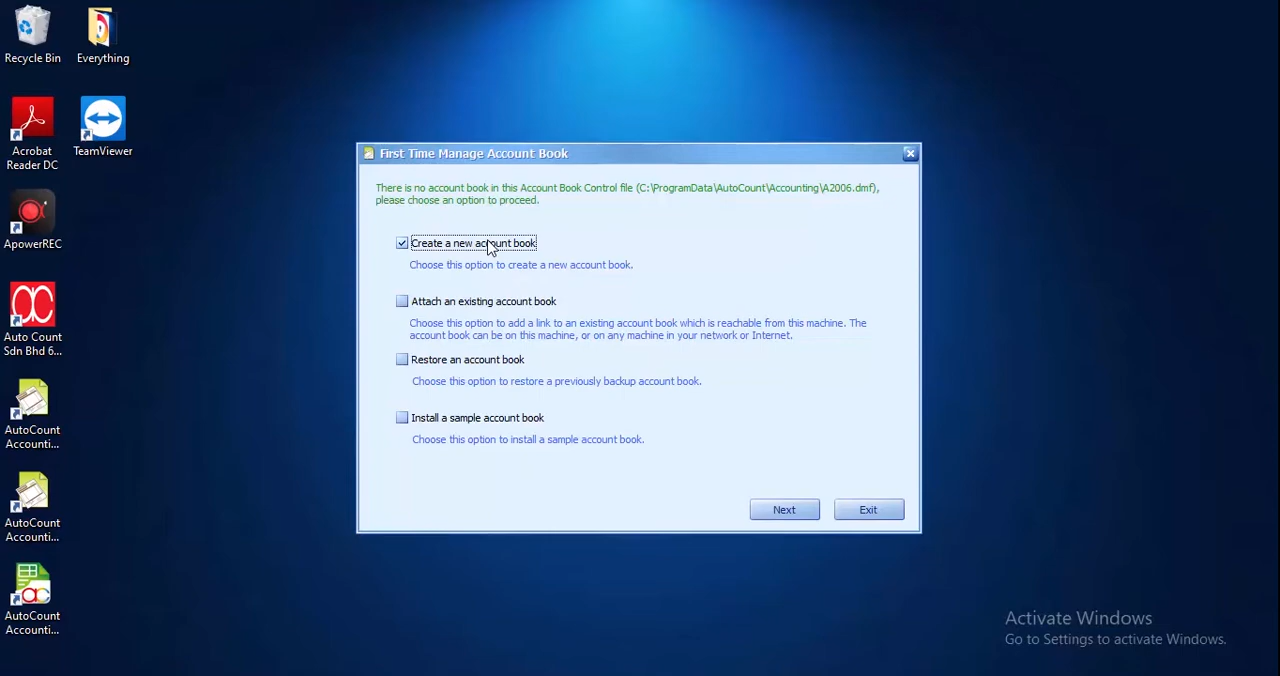 Recycle Bin
Everything
Acrobat
Reader DC
TeamViewer
ApowerREC
Auto Count
Sdn Bhd 6...
AutoCount
Accounti...
AutoCount
Accounti...
AutoCount
Accounti...
First Time Manage Account Book
There is no account book in this Account Book Control file (C:\ProgramData\AutoCount\Accounting\A2006.dmf),
please choose an option to proceed.
Create a new account book
Choose this option to create a new account book.
Attach an existing account book
Choose this option to add a link to an existing account book which is reachable from this machine. The
account book can be on this machine, or on any machine in your network or Internet.
Restore an account book
Choose this option to restore a previously backup account book.
Install a sample account book
Choose this option to install a sample account book.
Next
Exit
Activate Windows
Go to Settings to activate Windows.